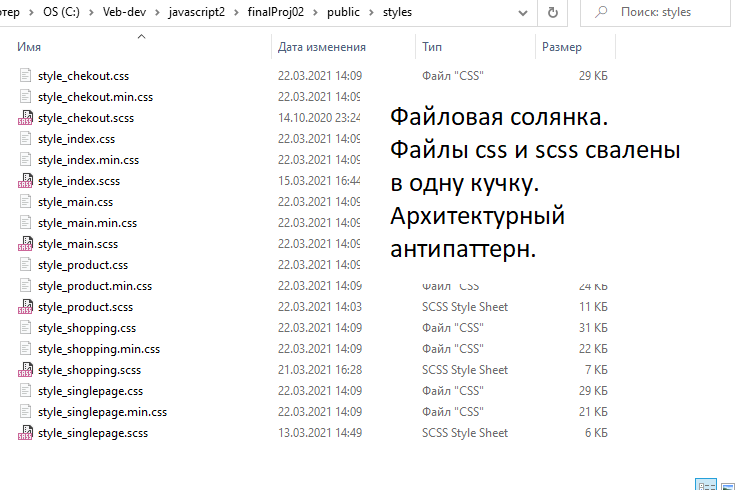 ютер > OS (C:) > Veb-dev > javascript2 > finalProj02 > public > styles Поиск: styles
Имя Дата изменения Тип Размер
style_chekout.css 22.03.2021 14:09 Файл "CSS" 29 КБ
style_chekout.min.css 22.03.2021 14:09
style_chekout.scss 14.10.2020 23:24
style_index.css 22.03.2021 14:09
style_index.min.css 22.03.2021 14:09
style_index.scss 15.03.2021 16:44
style_main.css 22.03.2021 14:09
style_main.min.css 22.03.2021 14:09
style_main.scss 22.03.2021 14:09
style_product.css 22.03.2021 14:09
Файловая солянка.
Файлы css и scss свалены
в одну кучку.
Архитектурный
антипаттерн.
style_product.min.css 22.03.2021 14:09 Файл "CSS" 24 КБ
style_product.scss 22.03.2021 14:03 SCSS Style Sheet 11 КБ
style_shopping.css 22.03.2021 14:09 Файл "CSS" 31 КБ
style_shopping.min.css 22.03.2021 14:09 Файл "CSS" 22 КБ
style_shopping.scss 21.03.2021 16:28 SCSS Style Sheet 7 КБ
style_singlepage.css 22.03.2021 14:09 Файл "CSS" 29 КБ
style_singlepage.min.css 22.03.2021 14:09 Файл "CSS" 21 КБ
style_singlepage.scss 13.03.2021 14:49 SCSS Style Sheet 6 КБ